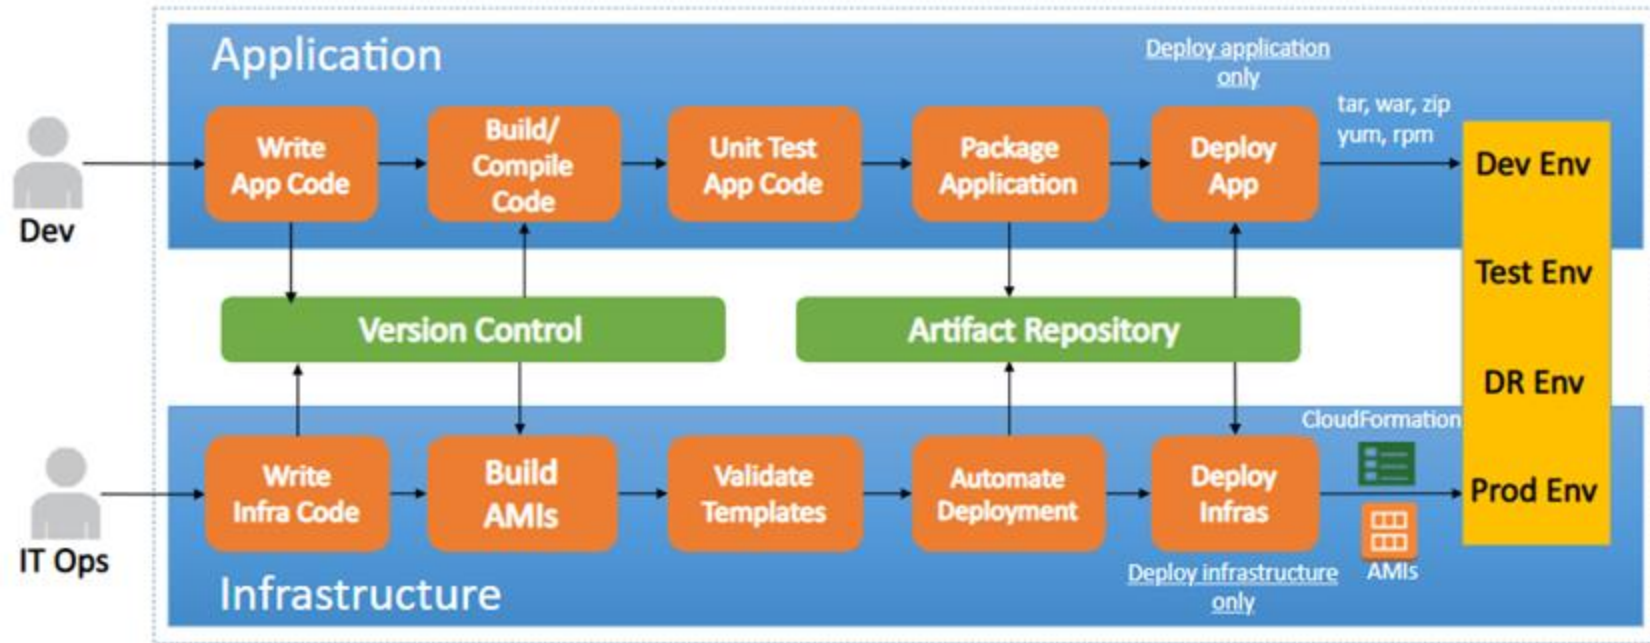 Application
Deploy application
only
tar, war, zip
yum, rpm
Write
App Code
Build/
Compile
Code
Unit Test
App Code
Package
Application
Deploy
App
Dev Env
Dev
Test Env
Version Control
Artifact Repository
DR Env
CloudFormation
Write
Infra Code
Build
AMIs
Validate
Templates
Automate
Deployment
Deploy
Infras
Prod Env
IT Ops
AMIs
Deploy infrastructure
only
Infrastructure